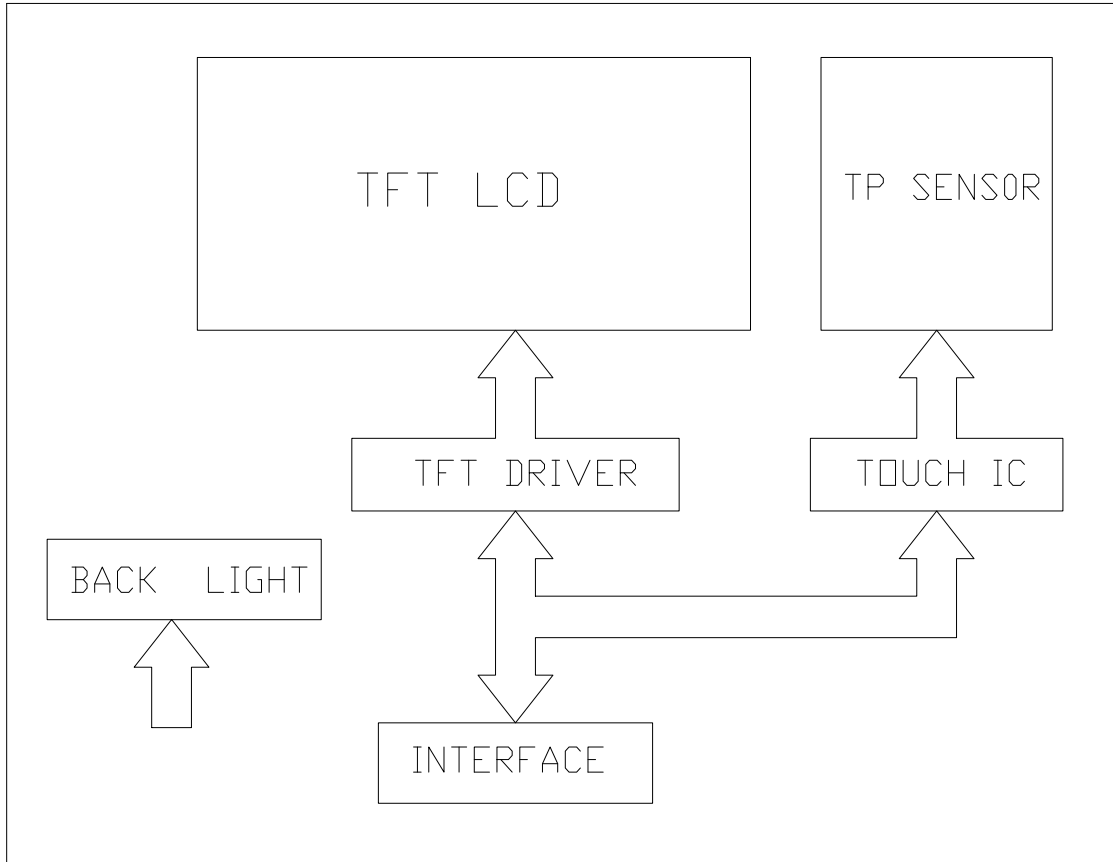 TFT LCD
TP SENSOR
TFT DRIVER
TOUCH IC
BACK LIGHT
INTERFACE